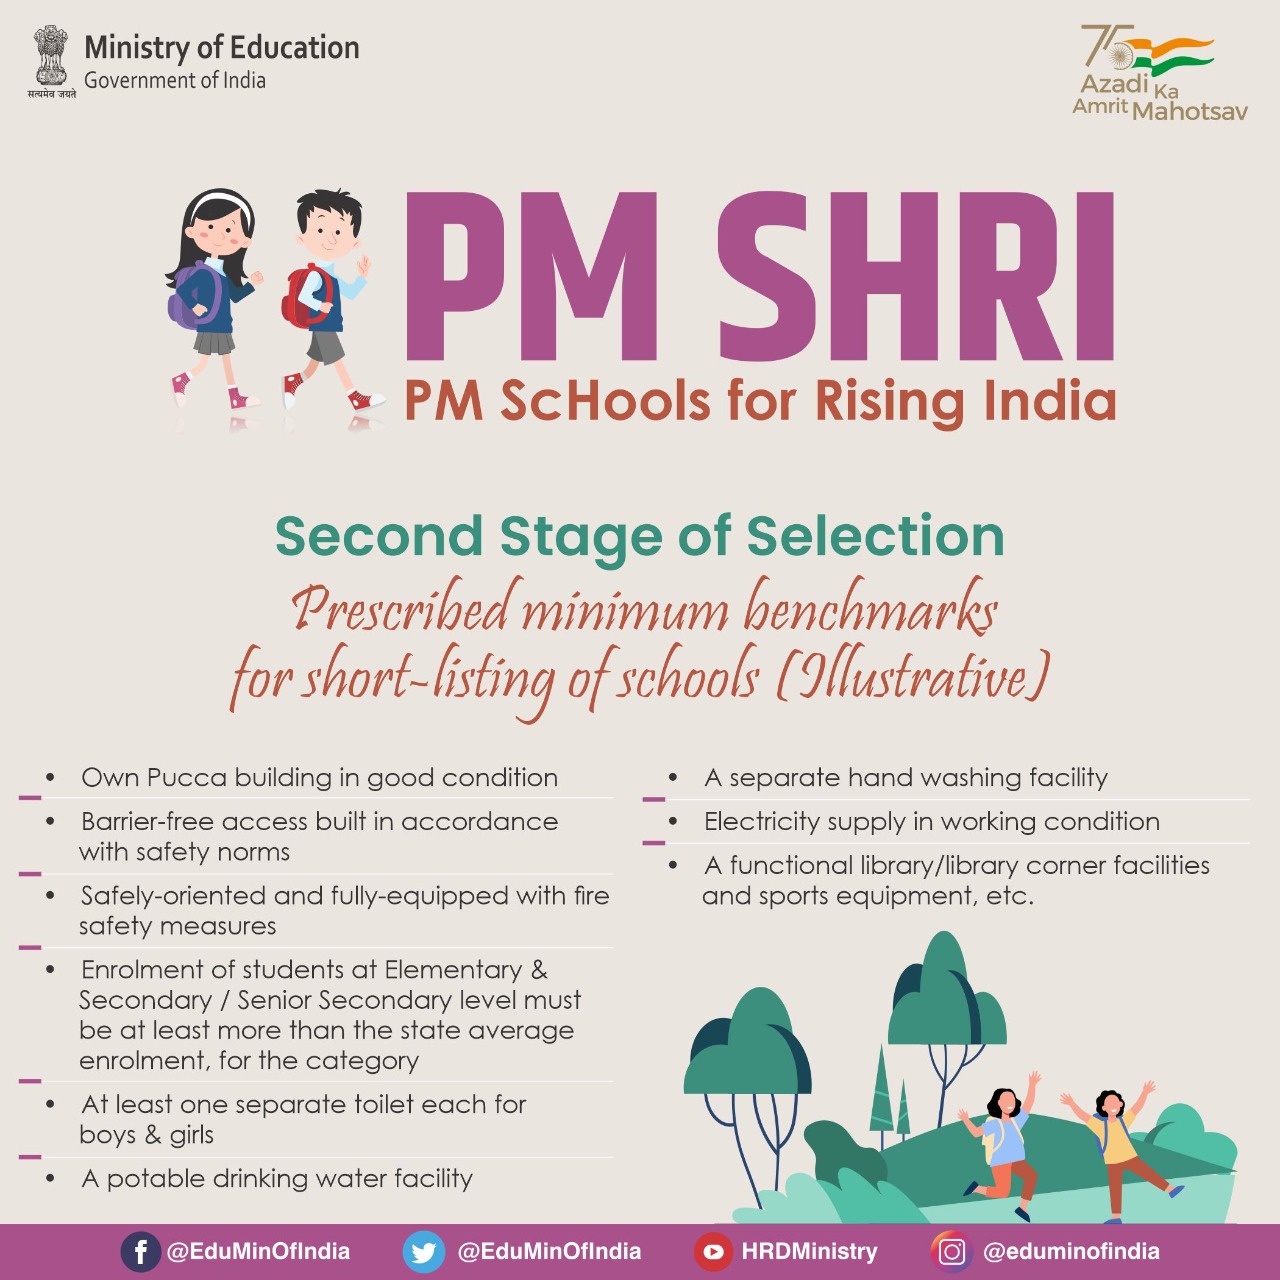 Ministry of Education
Government of India
सत्यमेव जयते
75
Azadi Ka
Amrit Mahotsav
PM SHRI
PM ScHools for Rising India
Second Stage of Selection
Prescribed minimum benchmarks
for short-listing of schools (Illustrative)
• Own Pucca building in good condition
• Barrier-free access built in accordance
with safety norms
• Safely-oriented and fully-equipped with fire
safety measures
• Enrolment of students at Elementary &
Secondary / Senior Secondary level must
be at least more than the state average
enrolment, for the category
• At least one separate toilet each for
boys & girls
• A potable drinking water facility
• A separate hand washing facility
• Electricity supply in working condition
• A functional library/library corner facilities
and sports equipment, etc.
@EduMinOfIndia @EduMinOfIndia HRDMinistry @eduminofindia